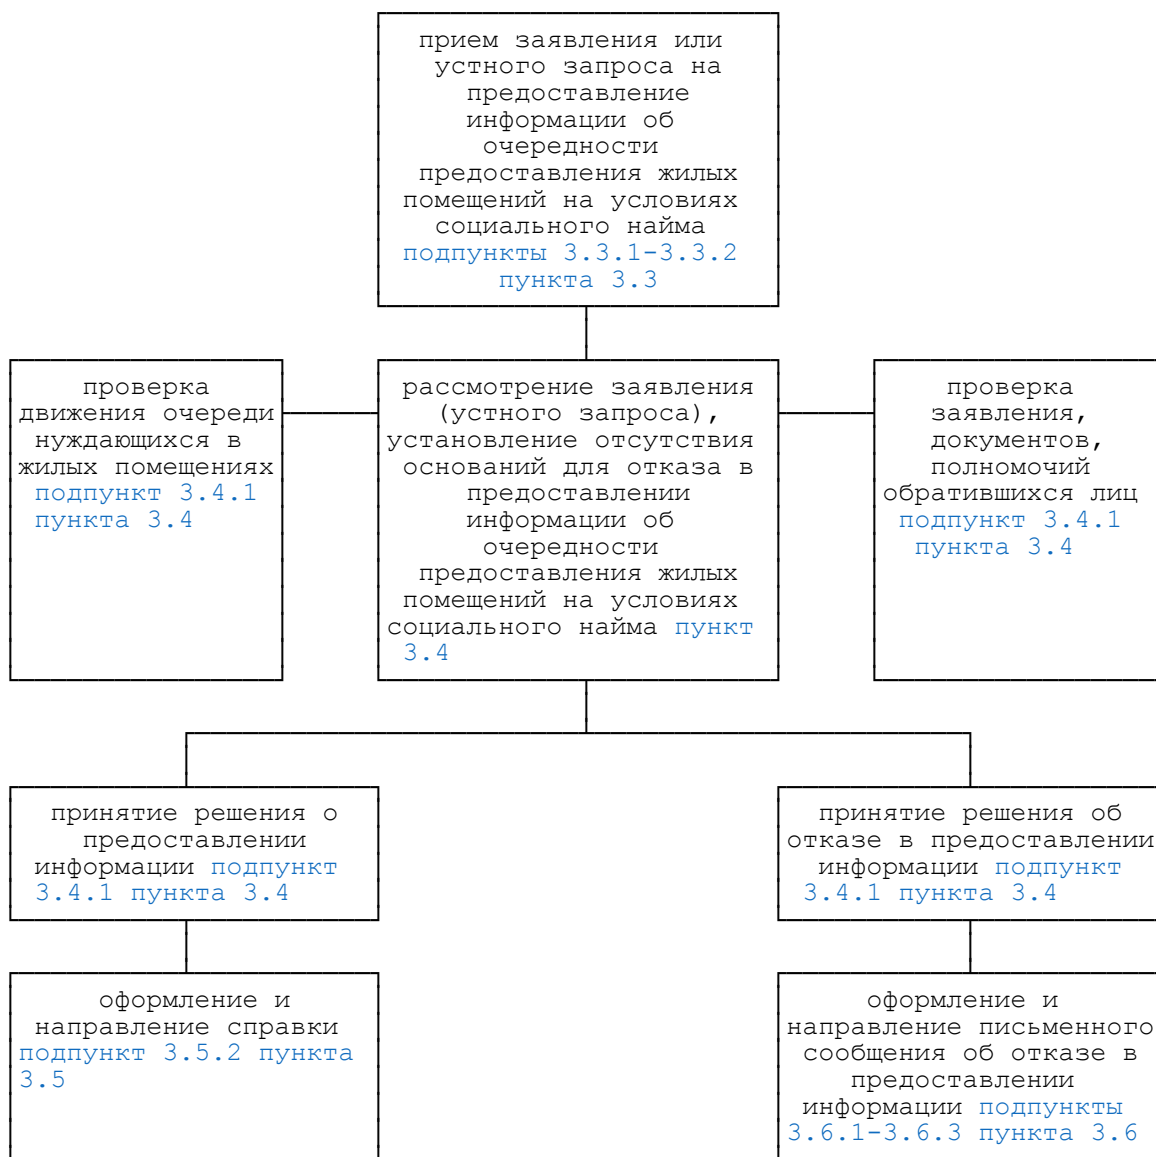 прием заявления или
устного запроса на
предоставление
информации об
очередности
предоставления жилых
помещений на условиях
социального найма
подпункты 3.3.1-3.3.2
пункта 3.3
проверка
движения очереди
нуждающихся в
жилых помещениях
подпункт 3.4.1
пункта 3.4
рассмотрение заявления
(устного запроса),
установление отсутствия
оснований для отказа в
предоставлении
информации об
очередности
предоставления жилых
помещений на условиях
социального найма пункт
3.4
проверка
заявления,
документов,
полномочий
обратившихся лиц
подпункт 3.4.1
пункта 3.4
принятие решения о
предоставлении
информации подпункт
3.4.1 пункта 3.4
принятие решения об
отказе в предоставлении
информации подпункт
3.4.1 пункта 3.4
оформление и
направление справки
подпункт 3.5.2 пункта
3.5
оформление и
направление письменного
сообщения об отказе в
предоставлении
информации подпункты
3.6.1-3.6.3 пункта 3.6